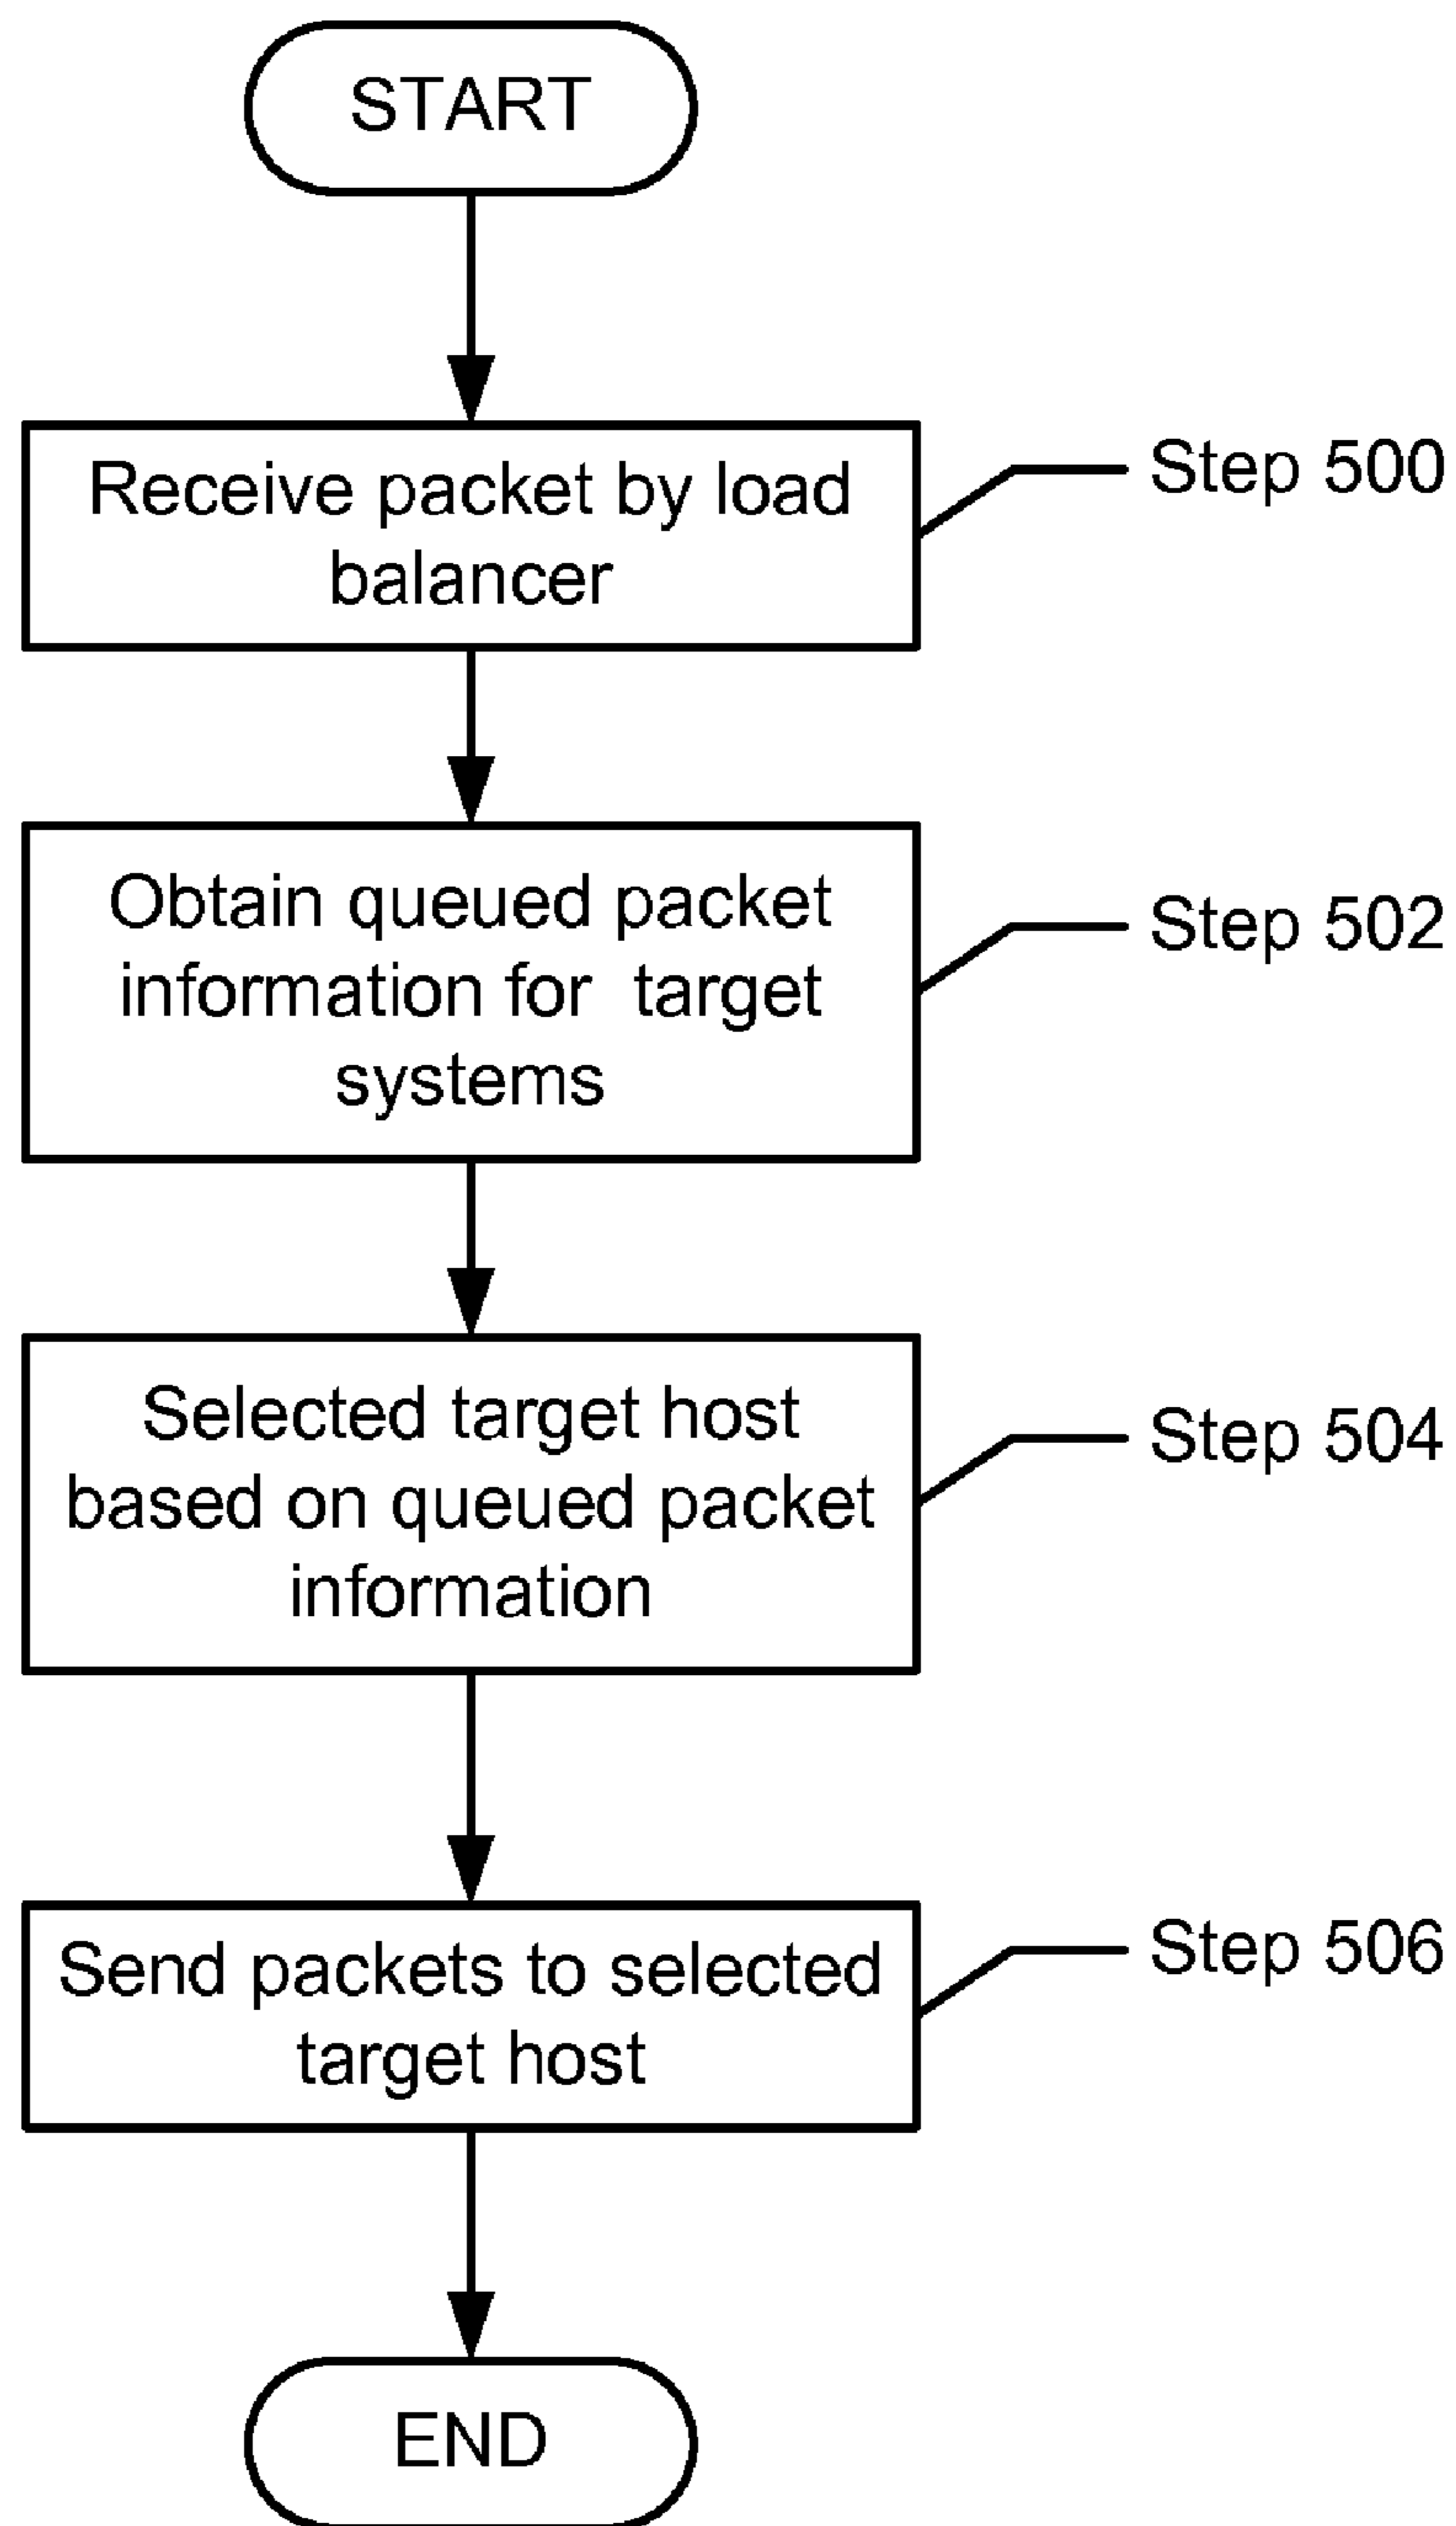 START
Receive packet by load
balancer
Step 500
Obtain queued packet
information for target
systems
Step 502
Selected target host
based on queued packet
information
Step 504
Send packets to selected
target host
Step 506
END